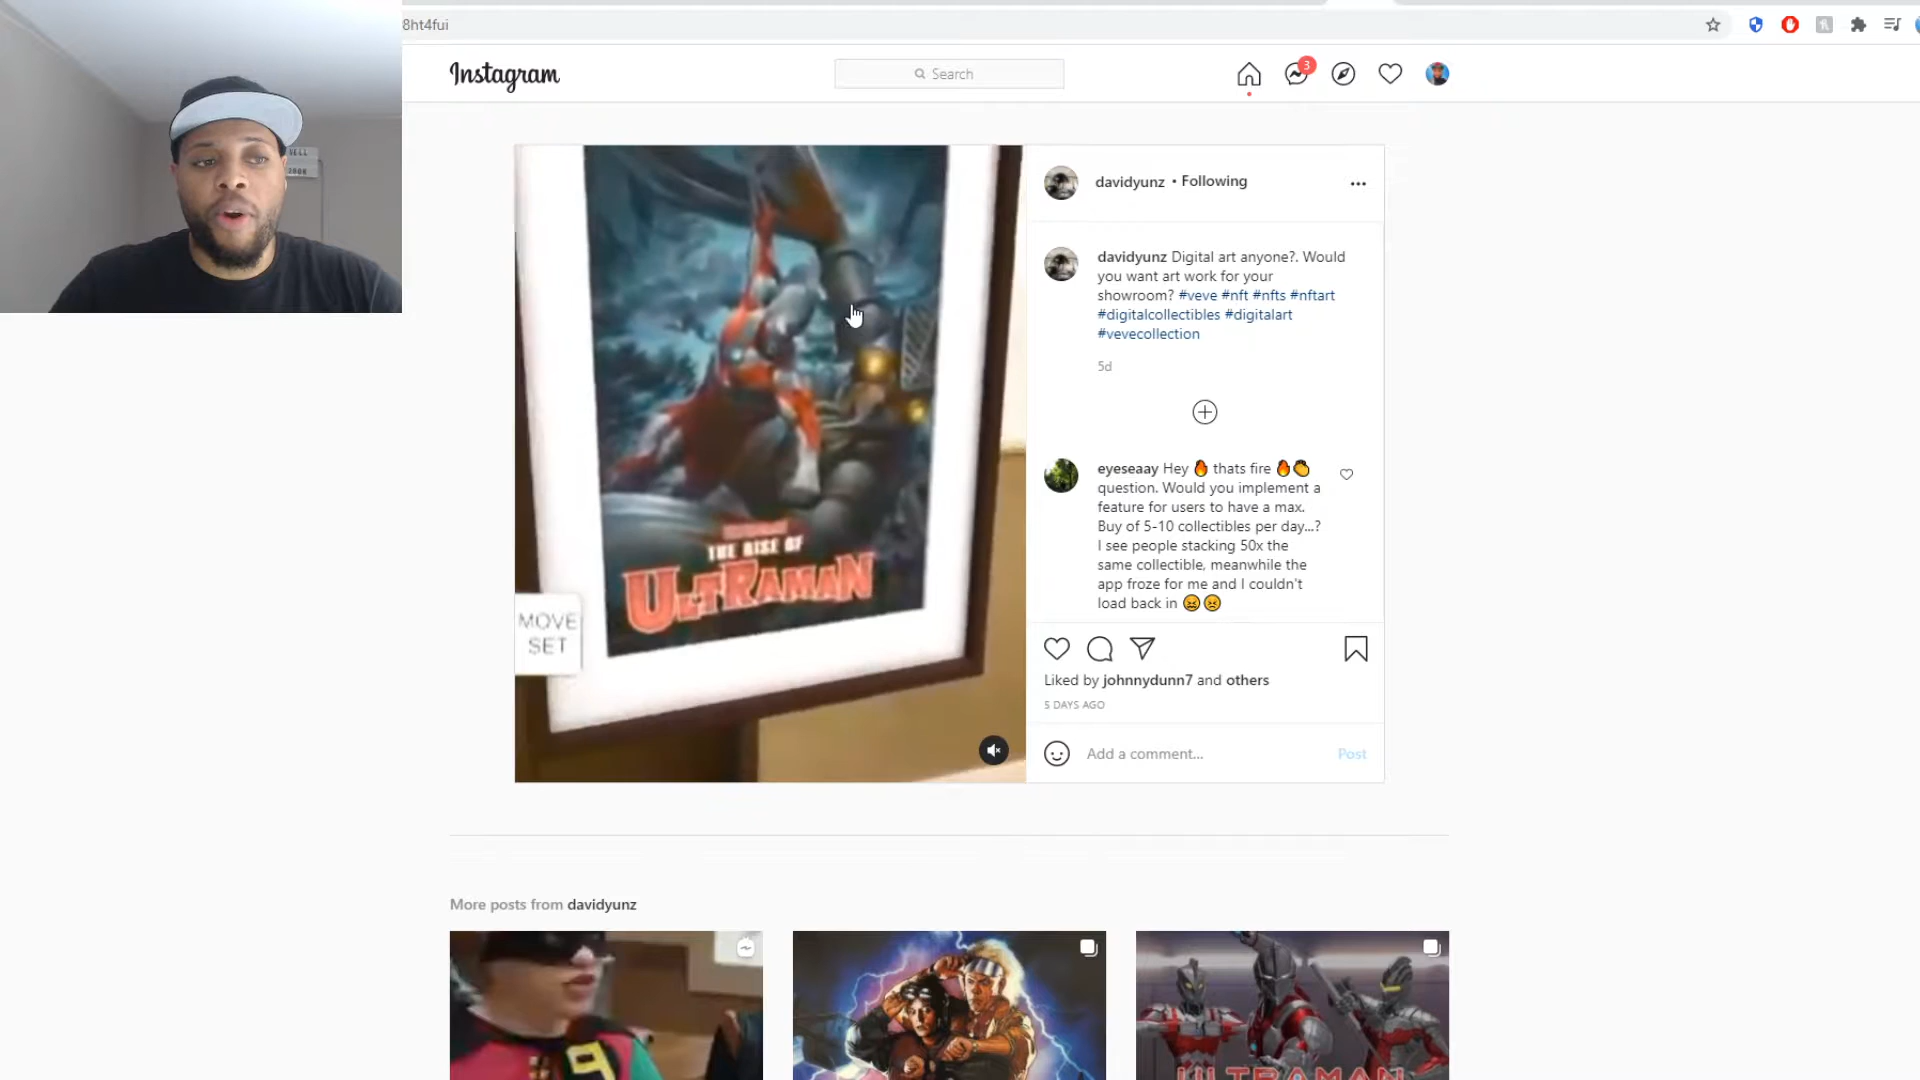 8ht4fui
Instagram
Search
3
davidyunz • Following
davidyunz Digital art anyone?. Would
you want art work for your
showroom? #veve #nft #nfts #nftart
#digitalcollectibles #digitalart
#vevecollection
5d
eyeseaay Hey 🔥 thats fire 🔥👏
question. Would you implement a
feature for users to have a max.
Buy of 5-10 collectibles per day...?
I see people stacking 50x the
same collectible, meanwhile the
app froze for me and I couldn't
load back in 😖😣
Liked by johnnydunn7 and others
5 DAYS AGO
Add a comment... Post
THE RISE OF
ULTRAMAN
MOVE
SET
More posts from davidyunz
9
ULTRAMAN